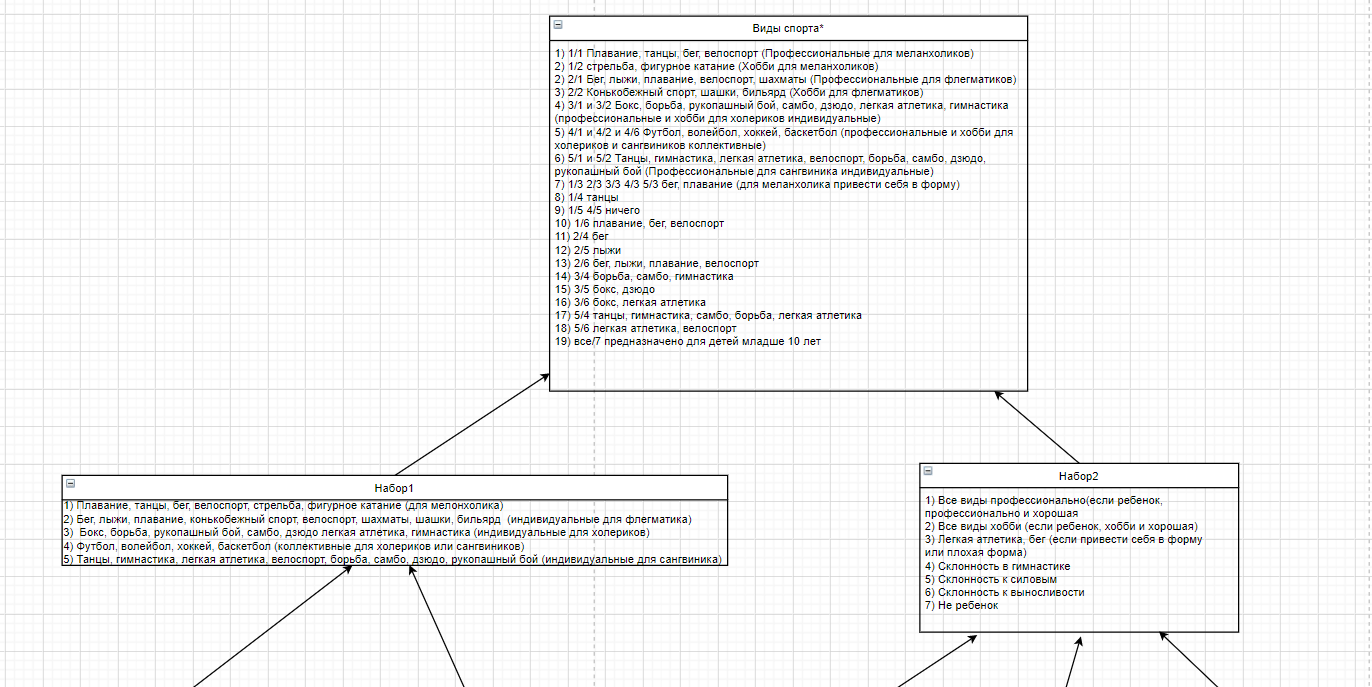 Виды спорта*
1) 1/1 Плавание, танцы, бег, велоспорт (Профессиональные для меланхоликов)
2) 1/2 стрельба, фигурное катание (Хобби для меланхоликов)
2) 2/1 Бег, лыжи, плавание, велоспорт, шахматы (Профессиональные для флегматиков)
3) 2/2 Конькобежный спорт, шашки, бильярд (Хобби для флегматиков)
4) 3/1 и 3/2 Бокс, борьба, рукопашный бой, самбо, дзюдо, легкая атлетика, гимнастика
(профессиональные и хобби для холериков индивидуальные)
5) 4/1 и 4/2 и 4/6 Футбол, волейбол, хоккей, баскетбол (профессиональные и хобби для
холериков и сангвиников коллективные)
6) 5/1 и 5/2 Танцы, гимнастика, легкая атлетика, велоспорт, борьба, самбо, дзюдо,
рукопашный бой (Профессиональные для сангвиника индивидуальные)
7) 1/3 2/3 3/3 4/3 5/3 бег, плавание (для меланхолика привести себя в форму)
8) 1/4 танцы
9) 1/5 4/5 ничего
10) 1/6 плавание, бег, велоспорт
11) 2/4 бег
12) 2/5 лыжи
13) 2/6 бег, лыжи, плавание, велоспорт
14) 3/4 борьба, самбо, гимнастика
15) 3/5 бокс, дзюдо
16) 3/6 бокс, легкая атлетика
17) 5/4 танцы, гимнастика, самбо, борьба, легкая атлетика
18) 5/6 легкая атлетика, велоспорт
19) все/7 предназначено для детей младше 10 лет
Набор1
1) Плавание, танцы, бег, велоспорт, стрельба, фигурное катание (для мелонхолика)
2) Бег, лыжи, плавание, конькобежный спорт, велоспорт, шахматы, шашки, бильярд (индивидуальные для флегматика)
3) Бокс, борьба, рукопашный бой, самбо, дзюдо легкая атлетика, гимнастика (индивидуальные для холериков)
4) Футбол, волейбол, хоккей, баскетбол (коллективные для холериков или сангвиников)
5) Танцы, гимнастика, легкая атлетика, велоспорт, борьба, самбо, дзюдо, рукопашный бой (индивидуальные для сангвиника)
Набор2
1) Все виды профессионально(если ребенок,
профессионально и хорошая
2) Все виды хобби (если ребенок, хобби и хорошая)
3) Легкая атлетика, бег (если привести себя в форму
или плохая форма)
4) Склонность в гимнастике
5) Склонность к силовым
6) Склонность к выносливости
7) Не ребенок